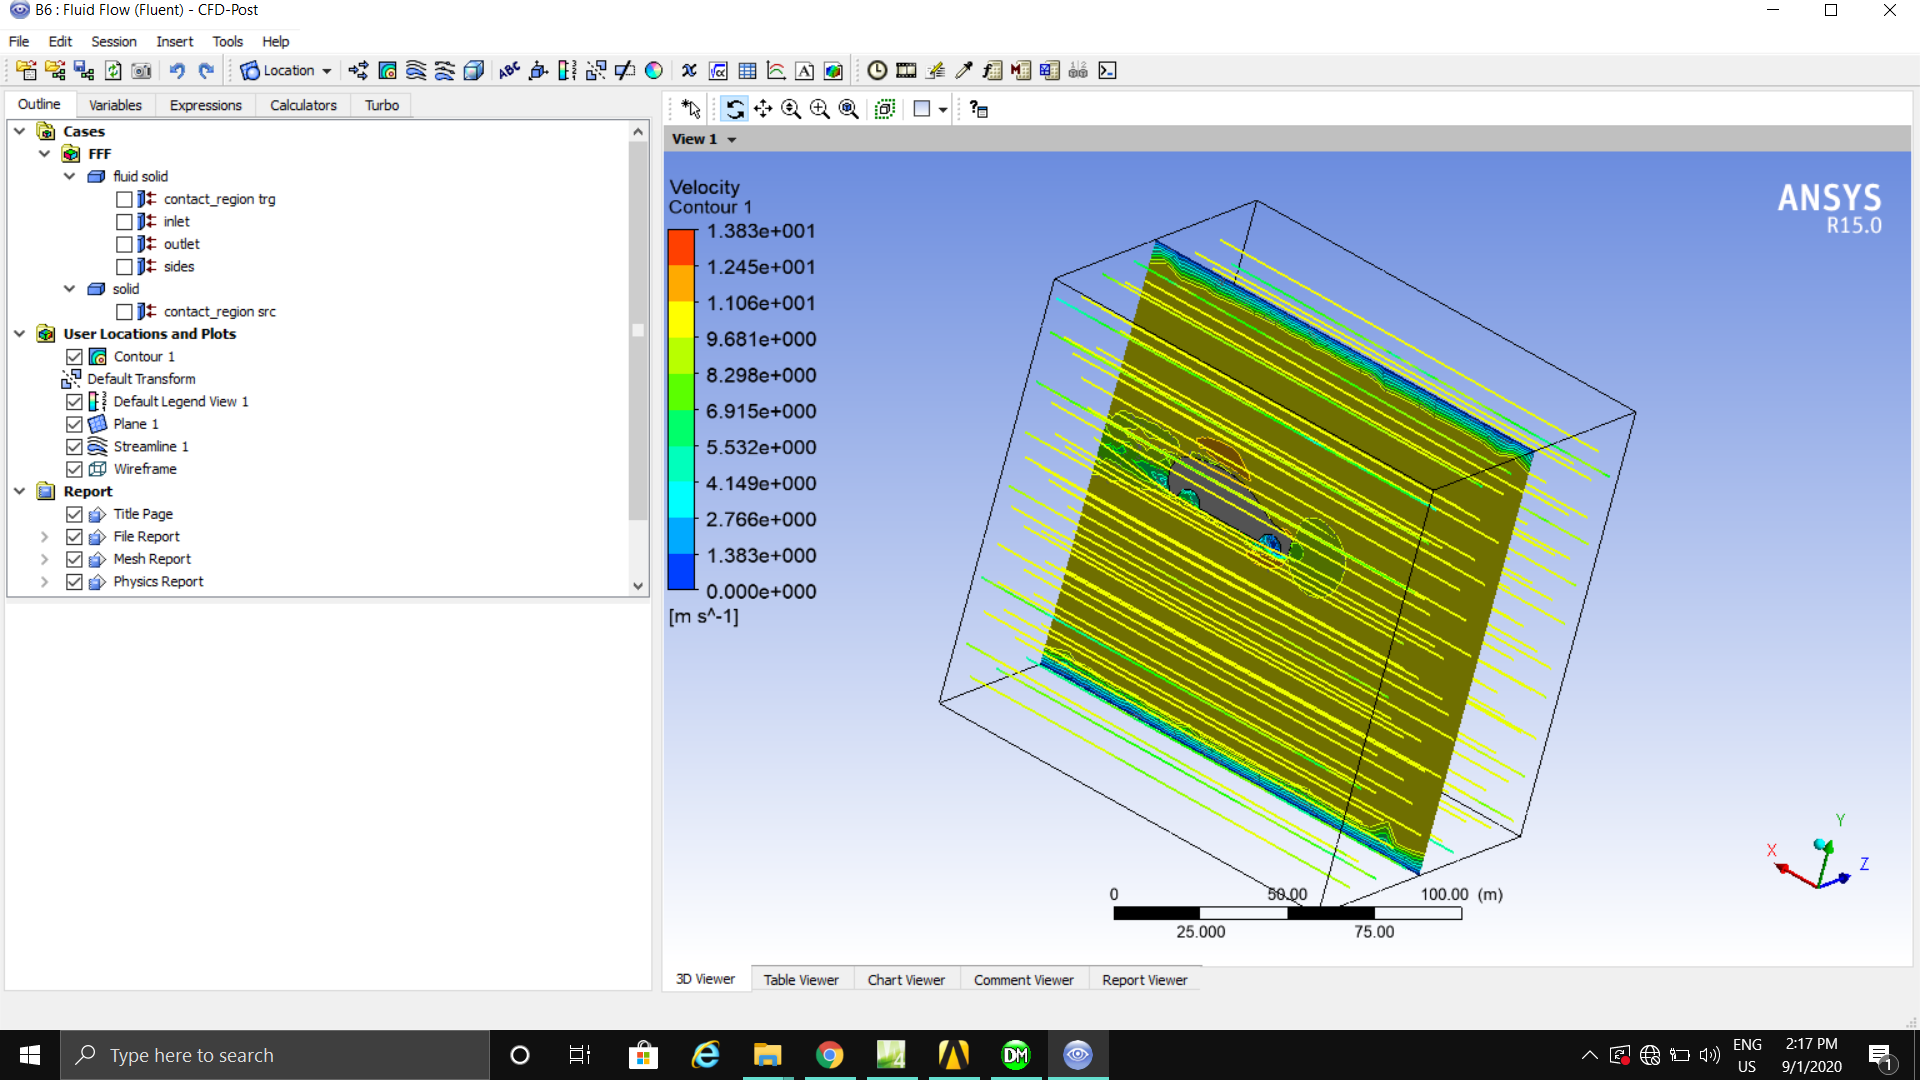 B6 : Fluid Flow (Fluent) - CFD-Post
File Edit Session Insert Tools Help
Location
Outline Variables Expressions Calculators Turbo
Cases
FFF
fluid solid
contact_region trg
inlet
outlet
sides
solid
contact_region src
User Locations and Plots
Contour 1
Default Transform
Default Legend View 1
Plane 1
Streamline 1
Wireframe
Report
Title Page
File Report
Mesh Report
Physics Report
View 1
Velocity
Contour 1
1.383e+001
1.245e+001
1.106e+001
9.681e+000
8.298e+000
6.915e+000
5.532e+000
4.149e+000
2.766e+000
1.383e+000
0.000e+000
[m s^-1]
ANSYS
R15.0
Y
X
Z
0 50.00 100.00 (m)
25.000 75.00
3D Viewer Table Viewer Chart Viewer Comment Viewer Report Viewer
Type here to search
DM
ENG
US
2:17 PM
9/1/2020
1